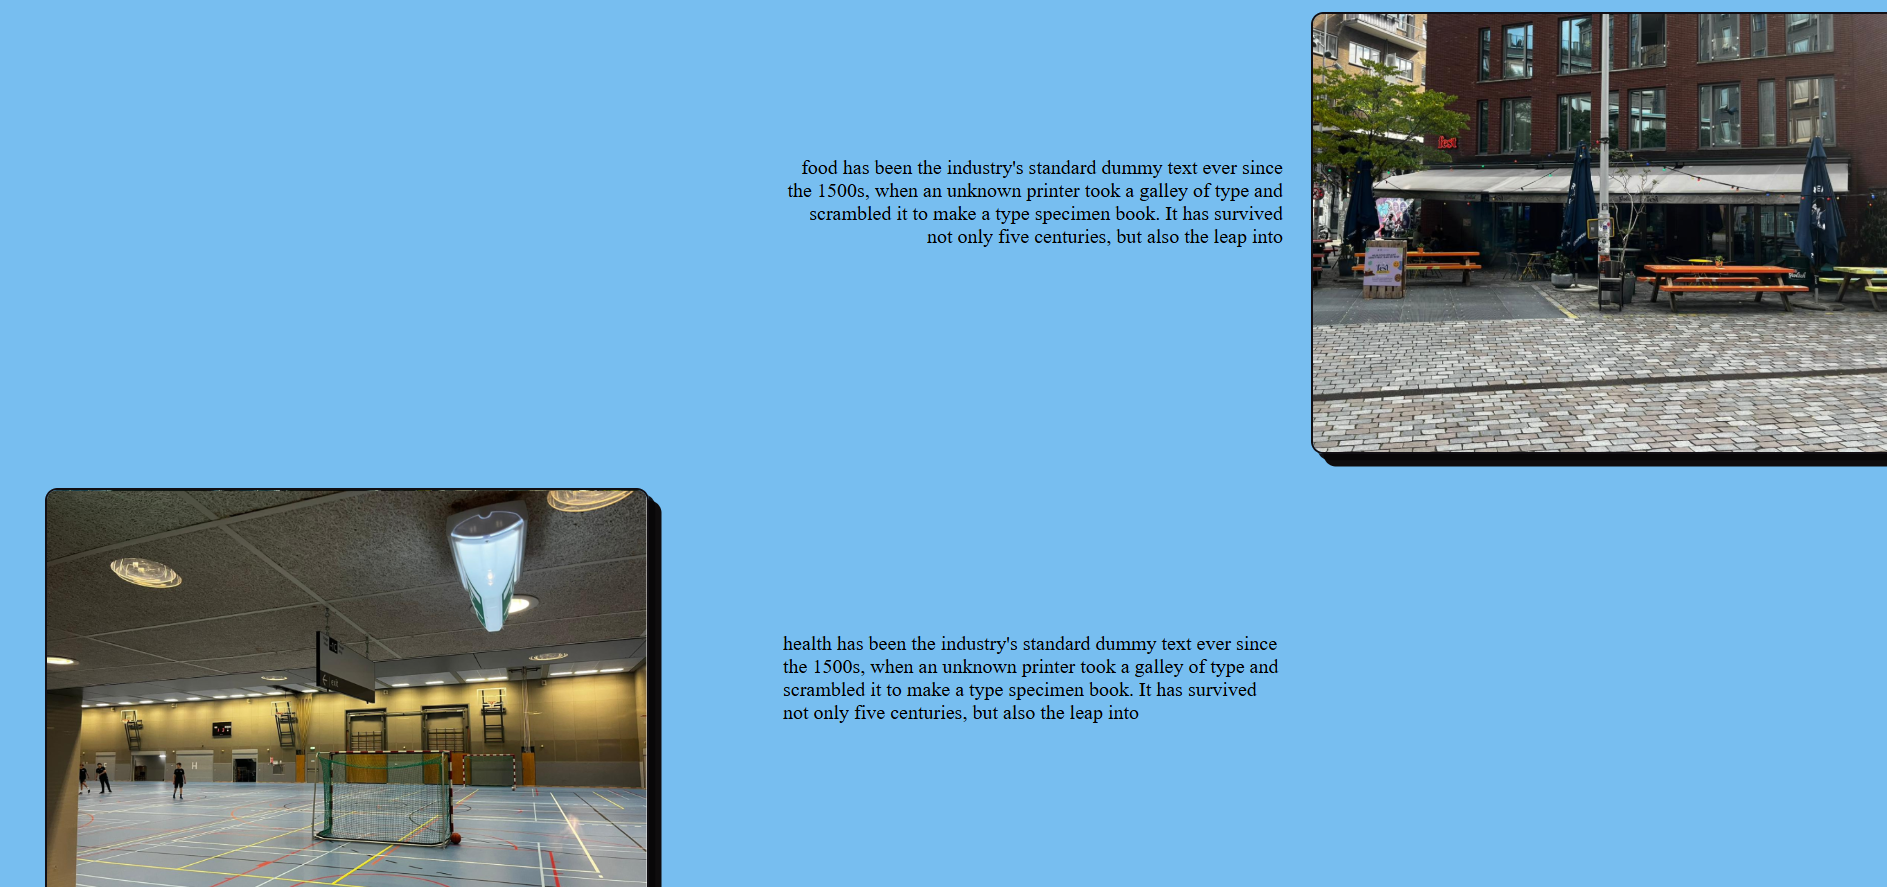 food has been the industry's standard dummy text ever since
the 1500s, when an unknown printer took a galley of type and
scrambled it to make a type specimen book. It has survived
not only five centuries, but also the leap into
fest
fest
health has been the industry's standard dummy text ever since
the 1500s, when an unknown printer took a galley of type and
scrambled it to make a type specimen book. It has survived
not only five centuries, but also the leap into
H